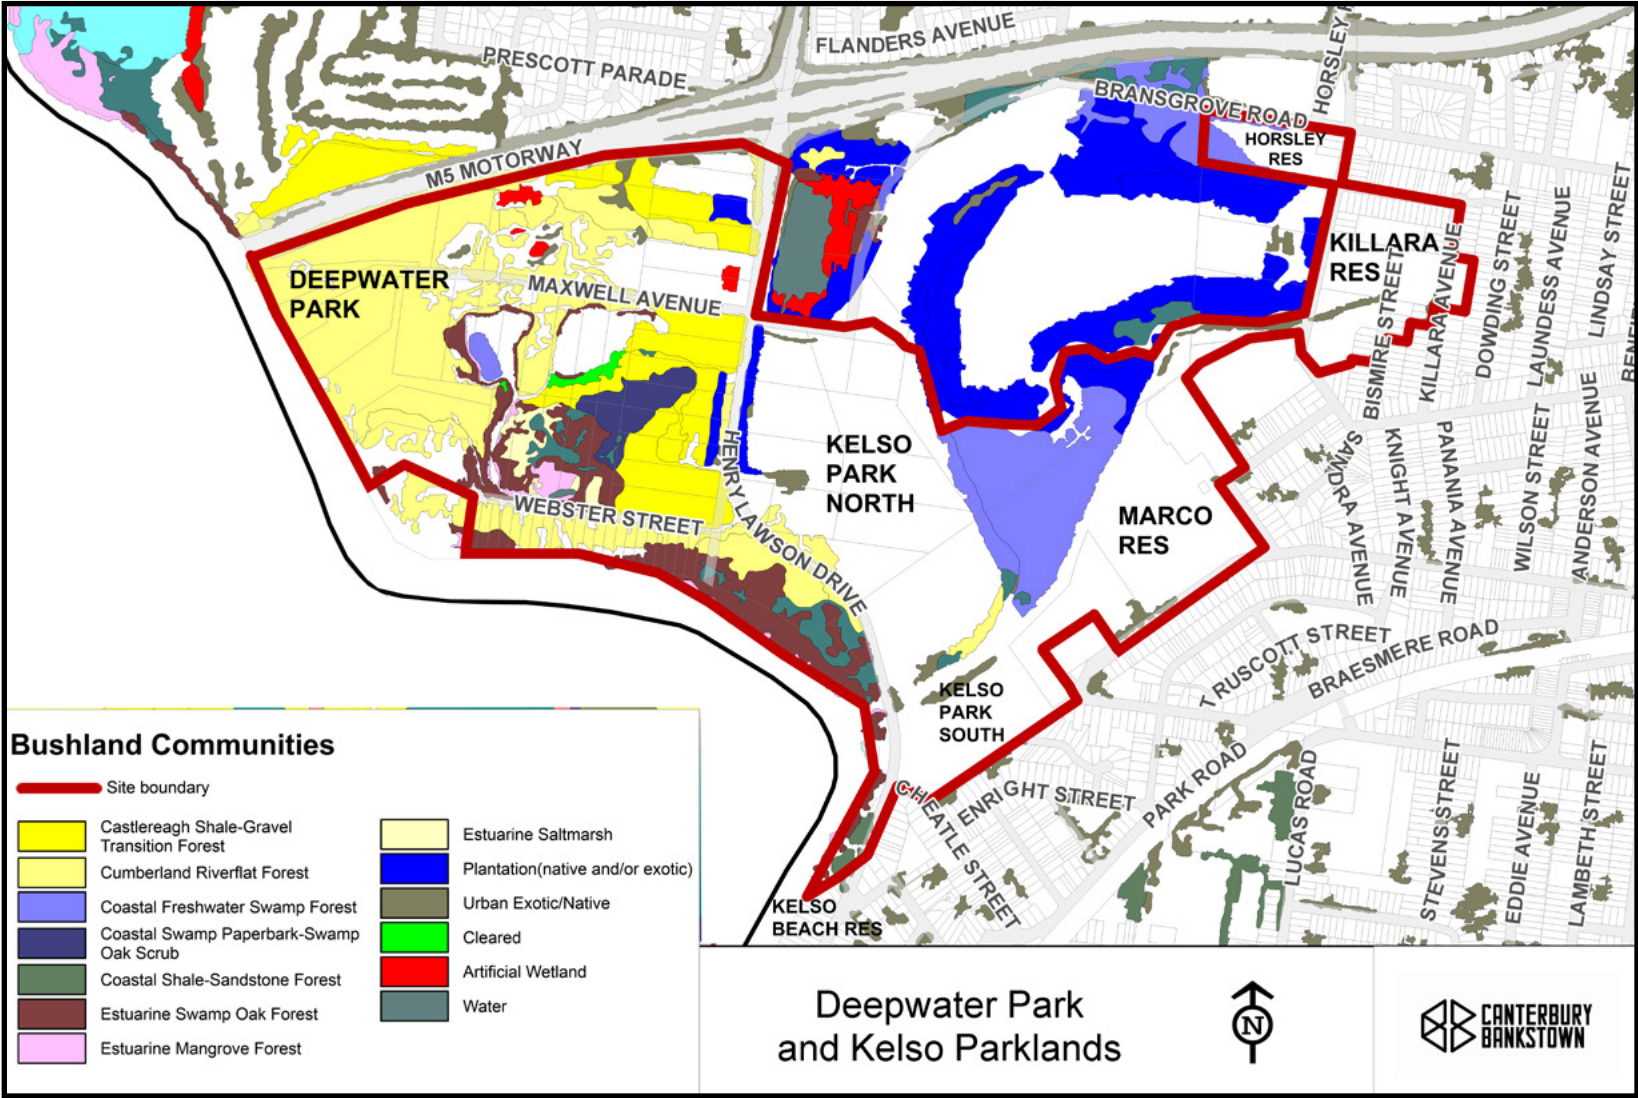 FLANDERS AVENUE
PRESCOTT PARADE
HORSLEY
BRANSGROVE ROAD
HORSLEY
RES
M5 MOTORWAY
DEEPWATER
PARK
MAXWELL AVENUE
KILLARA
RES
BISMIRE STREET
KILLARA AVENUE
DOWDING STREET
LAUNDESS AVENUE
LINDSAY STREET
HENRY LAWSON DRIVE
KELSO
PARK
NORTH
MARCO
RES
SANDRA AVENUE
KNIGHT AVENUE
PANANIA AVENUE
WILSON STREET
ANDERSON AVENUE
WEBSTER STREET
T RUSCOTT STREET
BRAESMERE ROAD
KELSO
PARK
SOUTH
CHEATLE STREET
ENRIGHT STREET
PARK ROAD
LUCAS ROAD
STEVENS STREET
EDDIE AVENUE
LAMBETH STREET
KELSO
BEACH RES
Bushland Communities
Site boundary
Castlereagh Shale-Gravel
Transition Forest
Cumberland Riverflat Forest
Coastal Freshwater Swamp Forest
Coastal Swamp Paperbark-Swamp
Oak Scrub
Coastal Shale-Sandstone Forest
Estuarine Swamp Oak Forest
Estuarine Mangrove Forest
Estuarine Saltmarsh
Plantation(native and/or exotic)
Urban Exotic/Native
Cleared
Artificial Wetland
Water
Deepwater Park
and Kelso Parklands
N
CANTERBURY
BANKSTOWN